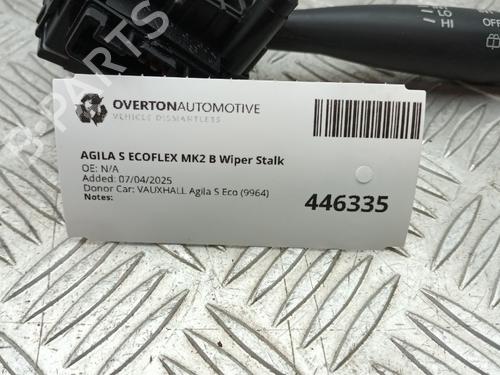 HI
OFF
OVERTONAUTOMOTIVE
VEHICLE DISMANTLERS
AGILA S ECOFLEX MK2 B Wiper Stalk
OE: N/A
Added: 07/04/2025
Donor Car: VAUXHALL Agila S Eco (9964)
Notes:
446335